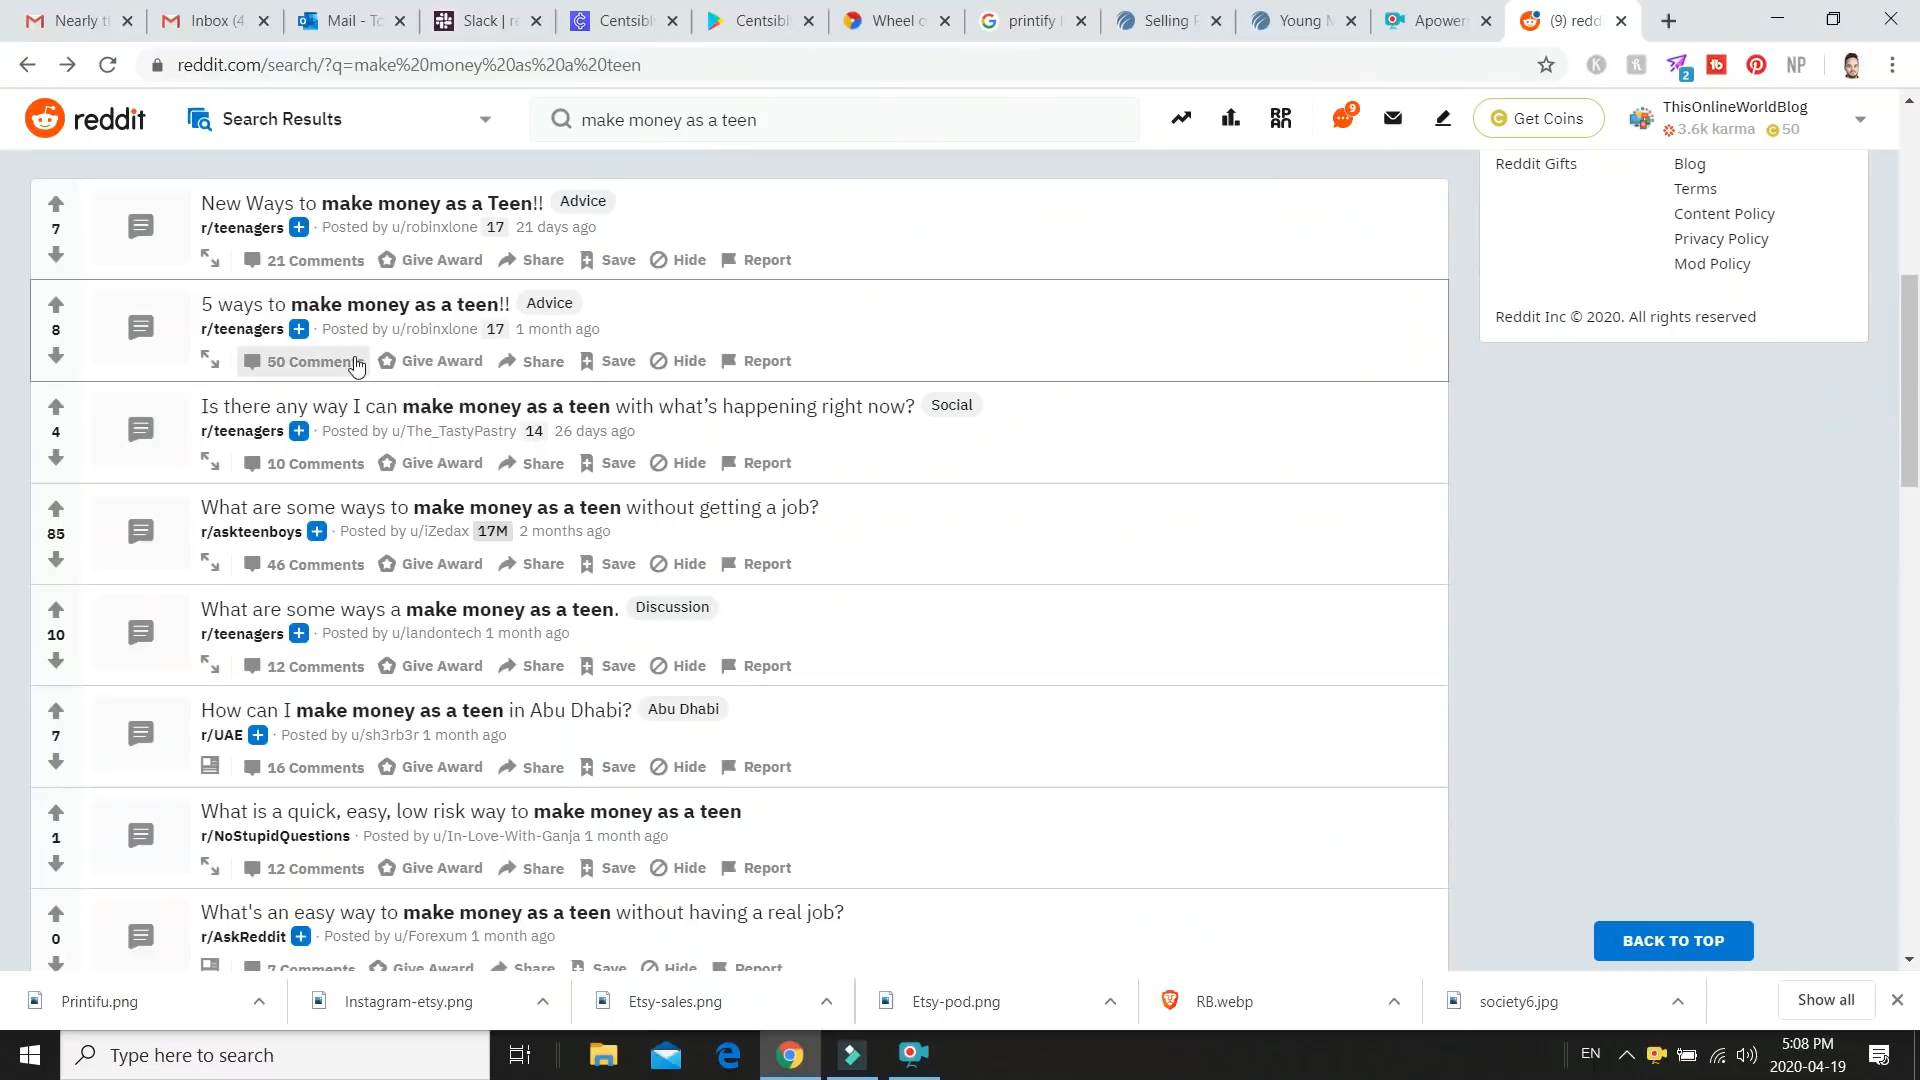 Nearly t
Inbox (4
Mail - To
Slack | re
Centsibl
Centsibl
Wheel o
printify
Selling P
Young M
Apower
(9) redd
reddit.com/search/?q=make%20money%20as%20a%20teen
2
NP
reddit
Search Results
make money as a teen
RPAN
9
Get Coins
ThisOnlineWorldBlog
3.6k karma 50
Reddit Gifts
Blog
Terms
Content Policy
Privacy Policy
Mod Policy
Reddit Inc © 2020. All rights reserved
New Ways to make money as a Teen!! Advice
7
r/teenagers · Posted by u/robinxlone 17 21 days ago
21 Comments Give Award Share Save Hide Report
5 ways to make money as a teen!! Advice
8
r/teenagers · Posted by u/robinxlone 17 1 month ago
50 Comments Give Award Share Save Hide Report
Is there any way I can make money as a teen with what’s happening right now? Social
4
r/teenagers · Posted by u/The_TastyPastry 14 26 days ago
10 Comments Give Award Share Save Hide Report
What are some ways to make money as a teen without getting a job?
85
r/askteenboys · Posted by u/iZedax 17M 2 months ago
46 Comments Give Award Share Save Hide Report
What are some ways a make money as a teen. Discussion
10
r/teenagers · Posted by u/landontech 1 month ago
12 Comments Give Award Share Save Hide Report
How can I make money as a teen in Abu Dhabi? Abu Dhabi
7
r/UAE · Posted by u/sh3rb3r 1 month ago
16 Comments Give Award Share Save Hide Report
What is a quick, easy, low risk way to make money as a teen
1
r/NoStupidQuestions · Posted by u/In-Love-With-Ganja 1 month ago
12 Comments Give Award Share Save Hide Report
What's an easy way to make money as a teen without having a real job?
0
r/AskReddit · Posted by u/Forexum 1 month ago
7 Comments Give Award Share Save Hide Report
BACK TO TOP
Printifu.png
Instagram-etsy.png
Etsy-sales.png
Etsy-pod.png
RB.webp
society6.jpg
Show all
Type here to search
EN
5:08 PM
2020-04-19